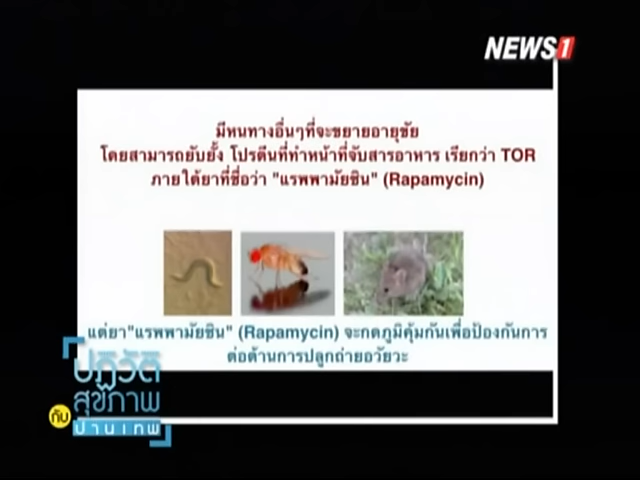 NEWS1
มีหนทางอื่นๆที่จะขยายอายุขัย
โดยสามารถยับยั้ง โปรตีนที่ทำหน้าที่จับสารอาหาร เรียกว่า TOR
ภายใต้ยาที่ชื่อว่า "แรพพามัยซิน" (Rapamycin)
แต่ยา"แรพพามัยซิน" (Rapamycin) จะกดภูมิคุ้มกันเพื่อป้องกันการ
ต่อต้านการปลูกถ่ายอวัยวะ
ปฏิวัติ
สุขภาพ
กับ
ปานเทพ